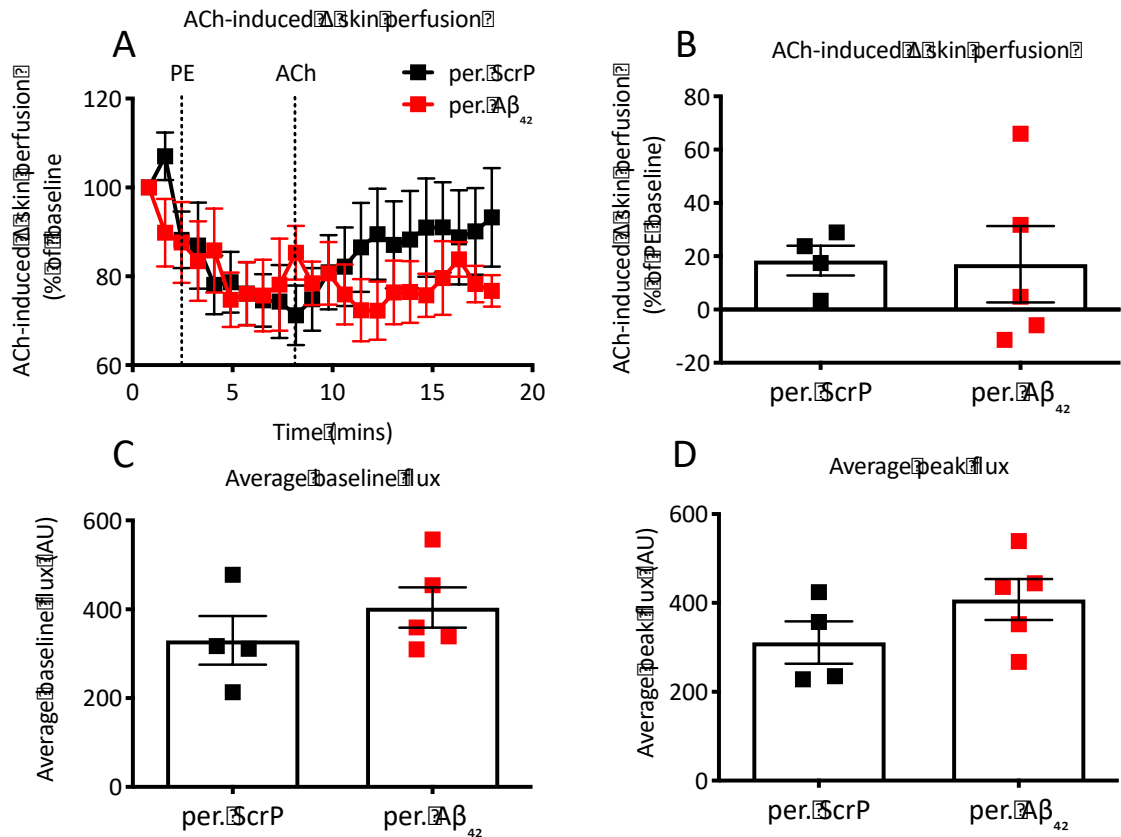 ACh-induced Δ skin perfusion
A
PE
ACh
per. ScrP
per. Aβ₄₂
ACh-induced Δ skin perfusion
(% of baseline
120
100
80
60
0
5
10
15
20
Time (mins)
B
ACh-induced Δ skin perfusion
ACh-induced Δ skin perfusion
(% of PE baseline)
80
60
40
20
0
-20
per. ScrP
per. Aβ₄₂
C
Average baseline flux
Average baseline flux (AU)
600
400
200
0
per. ScrP
per. Aβ₄₂
D
Average peak flux
Average peak flux (AU)
600
400
200
0
per. ScrP
per. Aβ₄₂